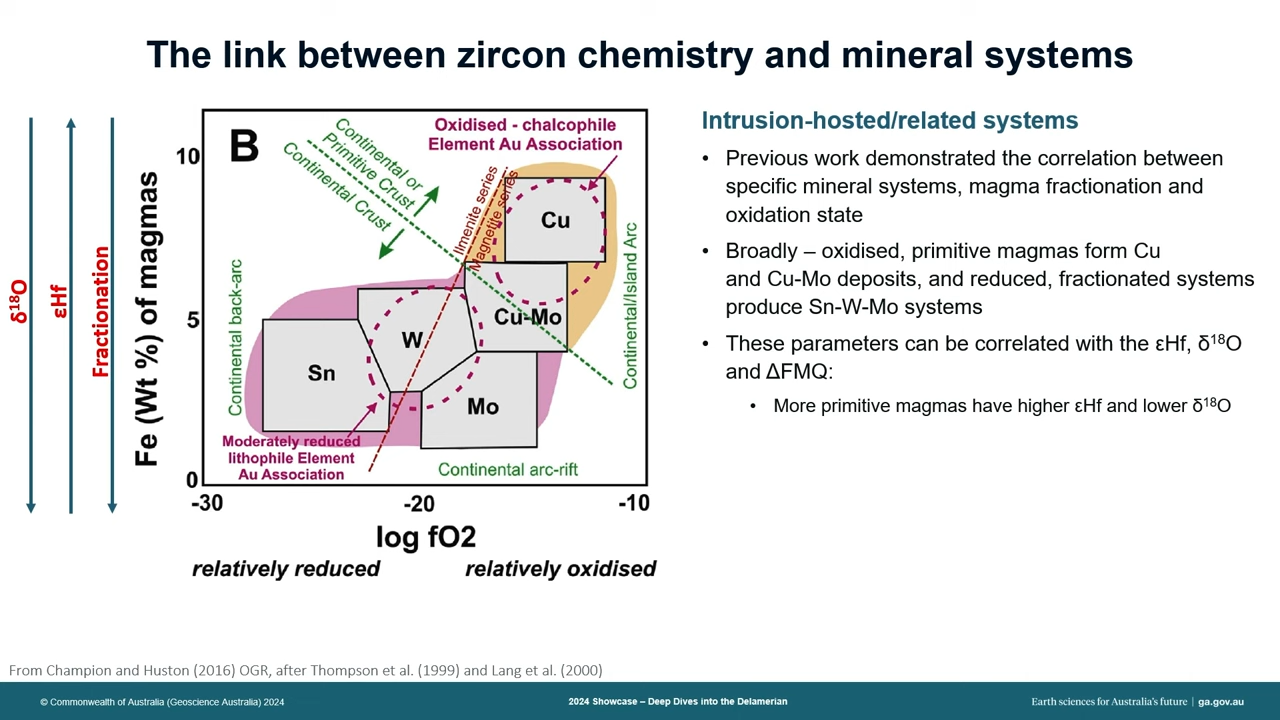 The link between zircon chemistry and mineral systems
δ¹⁸O
εHf
Fractionation
B
Fe (Wt %) of magmas
10
5
0
-30
-20
-10
log fO2
relatively reduced
relatively oxidised
Continental or
Primitive Crust
Continental Crust
Ilmenite series
Magnetite series
Oxidised - chalcophile
Element Au Association
Cu
Cu-Mo
W
Sn
Mo
Continental back-arc
Continental/Island Arc
Moderately reduced
lithophile Element
Au Association
Continental arc-rift
Intrusion-hosted/related systems
• Previous work demonstrated the correlation between
specific mineral systems, magma fractionation and
oxidation state
• Broadly – oxidised, primitive magmas form Cu
and Cu-Mo deposits, and reduced, fractionated systems
produce Sn-W-Mo systems
• These parameters can be correlated with the εHf, δ¹⁸O
and ΔFMQ:
• More primitive magmas have higher εHf and lower δ¹⁸O
From Champion and Huston (2016) OGR, after Thompson et al. (1999) and Lang et al. (2000)
© Commonwealth of Australia (Geoscience Australia) 2024
2024 Showcase – Deep Dives into the Delamerian
Earth sciences for Australia's future | ga.gov.au